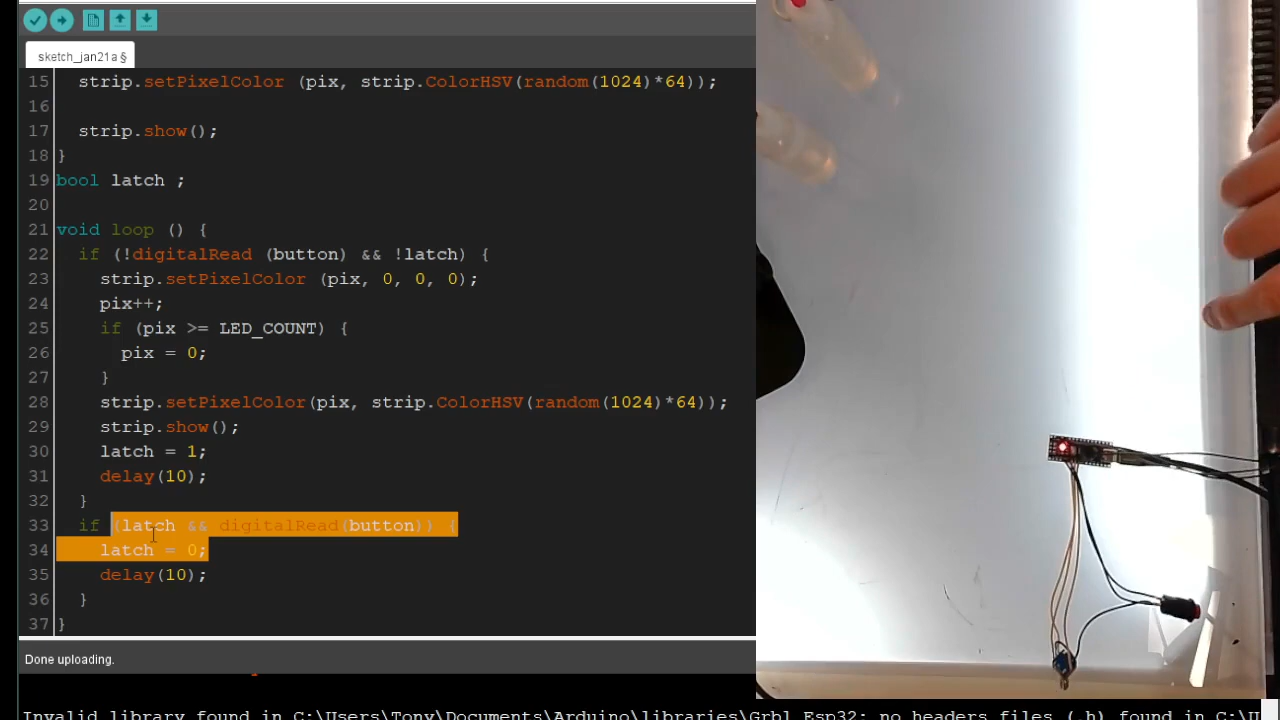 sketch_jan21a §
15 strip.setPixelColor (pix, strip.ColorHSV(random(1024)*64));
16
17 strip.show();
18 }
19 bool latch ;
20
21 void loop () {
22 if (!digitalRead (button) && !latch) {
23 strip.setPixelColor (pix, 0, 0, 0);
24 pix++;
25 if (pix >= LED_COUNT) {
26 pix = 0;
27 }
28 strip.setPixelColor(pix, strip.ColorHSV(random(1024)*64));
29 strip.show();
30 latch = 1;
31 delay(10);
32 }
33 if (latch && digitalRead(button)) {
34 latch = 0;
35 delay(10);
36 }
37 }
Done uploading.
Invalid library found in C:\Users\Tony\Documents\Arduino\libraries\Grbl_Esp32: no headers files (.h) found in C:\U